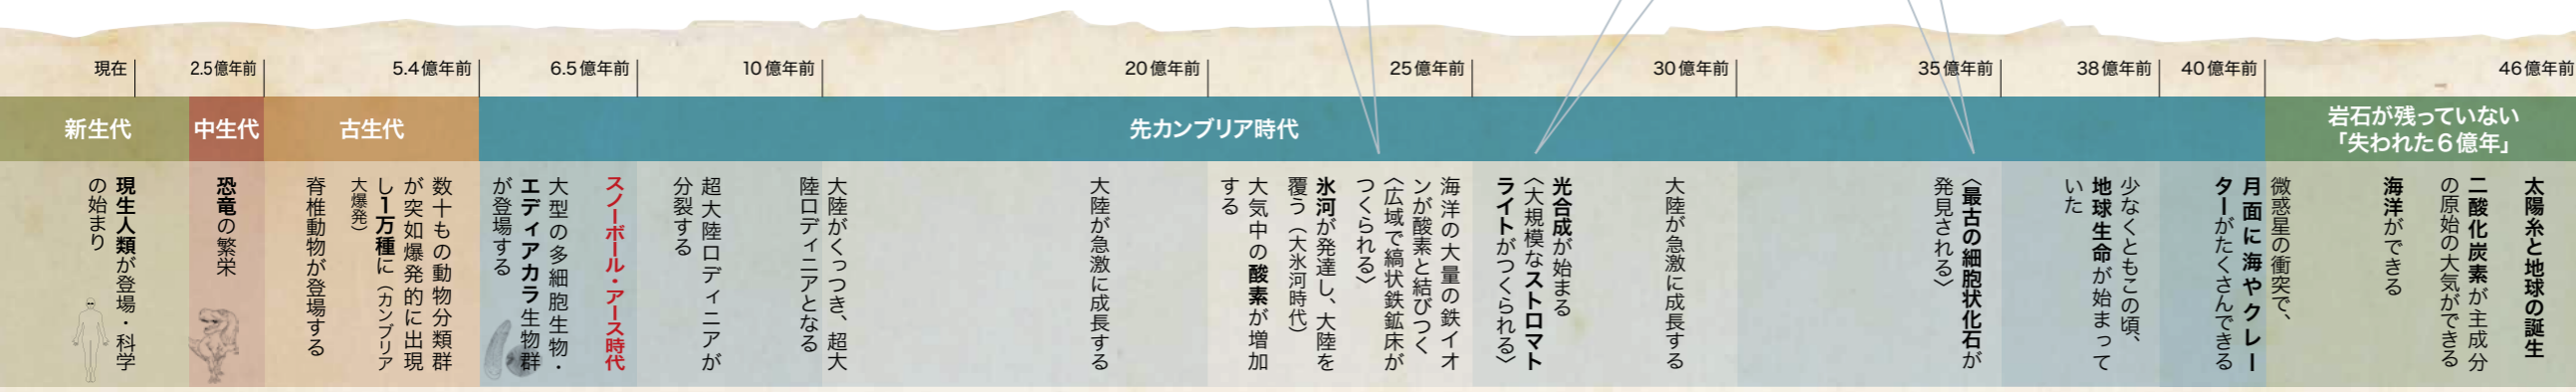 現在
2.5億年前
5.4億年前
6.5億年前
10億年前
20億年前
25億年前
30億年前
35億年前
38億年前
40億年前
46億年前
新生代
中生代
古生代
先カンブリア時代
岩石が残っていない
「失われた6億年」
太陽糸と地球の誕生
二酸化炭素が主成分
の原始の大気ができる
海洋ができる
微惑星の衝突で、
月面に海やクレー
ターがたくさんできる
少なくともこの頃、
地球生命が始まって
いた
〈最古の細胞状化石が
発見される〉
大陸が急激に成長する
光合成が始まる
〈大規模なストロマト
ライトがつくられる〉
海洋の大量の鉄イオ
ンが酸素と結びつく
〈広域で縞状鉄鉱床が
つくられる〉
氷河が発達し、大陸を
覆う（大氷河時代）
大気中の酸素が増加
する
大陸が急激に成長する
大陸がくっつき、超大
陸ロディニアとなる
超大陸ロディニアが
分裂する
スノーボール・アース時代
大型の多細胞生物・
エディアカラ生物群
が登場する
数十もの動物分類群
が突如爆発的に出現
し1万種に（カンブリア
大爆発）
脊椎動物が登場する
恐竜の繁栄
現生人類が登場・科学
の始まり